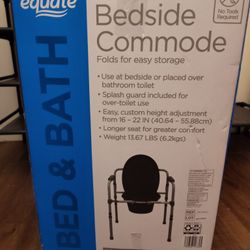 equate
Bedside
Commode
Folds for easy storage
No Tools
Required
• Use at bedside or placed over
bathroom toilet
• Splash guard included for
over-toilet use
• Easy, custom height adjustment
from 16 – 22 IN (40.64 – 55.88cm)
• Longer seat for greater comfort
• Weight 13.67 LBS (6.2kgs)
BED & BATH